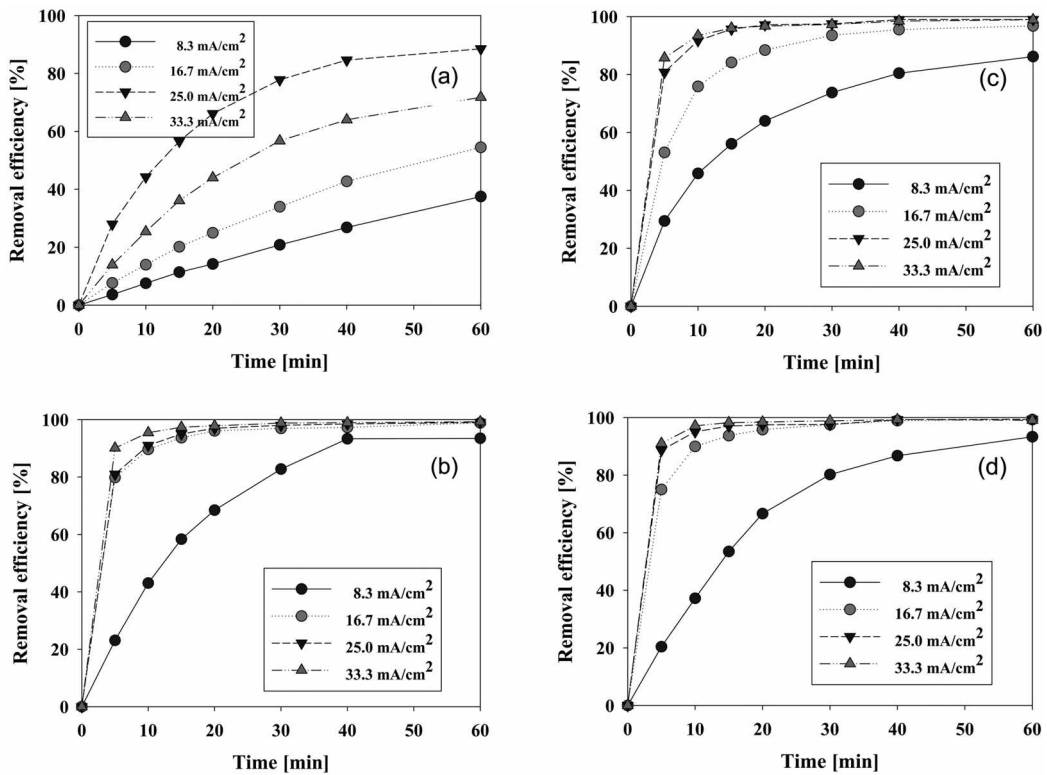 100
80
60
40
20
0
Removal efficiency [%]
8.3 mA/cm2
16.7 mA/cm2
25.0 mA/cm2
33.3 mA/cm2
(a)
0 10 20 30 40 50 60
Time [min]
100
80
60
40
20
0
Removal efficiency [%]
(c)
8.3 mA/cm2
16.7 mA/cm2
25.0 mA/cm2
33.3 mA/cm2
0 10 20 30 40 50 60
Time [min]
100
80
60
40
20
0
Removal efficiency [%]
(b)
8.3 mA/cm2
16.7 mA/cm2
25.0 mA/cm2
33.3 mA/cm2
0 10 20 30 40 50 60
Time [min]
100
80
60
40
20
0
Removal efficiency [%]
(d)
8.3 mA/cm2
16.7 mA/cm2
25.0 mA/cm2
33.3 mA/cm2
0 10 20 30 40 50 60
Time [min]